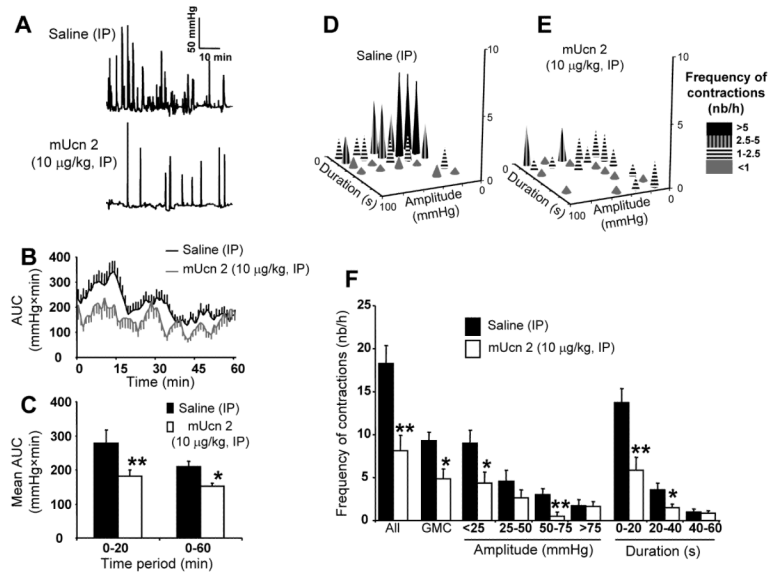 A
Saline (IP)
50 mmHg
10 min
mUcn 2
(10 µg/kg, IP)
B
Saline (IP)
mUcn 2 (10 µg/kg, IP)
AUC
(mmHg×min)
400
300
200
100
0
0 15 30 45 60
Time (min)
C
Saline (IP)
mUcn 2
(10 µg/kg, IP)
Mean AUC
(mmHg×min)
400
300
200
100
0
**
*
0-20 0-60
Time period (min)
D
Saline (IP)
10
5
0
0
Duration (s)
100
Amplitude
(mmHg)
0
E
mUcn 2
(10 µg/kg, IP)
10
5
0
0
Duration (s)
100
Amplitude
(mmHg)
0
Frequency of
contractions
(nb/h)
>5
2.5-5
1-2.5
<1
F
Saline (IP)
mUcn 2 (10 µg/kg, IP)
Frequency of contractions (nb/h)
25
20
15
10
5
0
**
*
*
**
**
*
All GMC <25 25-50 50-75 >75 0-20 20-40 40-60
Amplitude (mmHg) Duration (s)